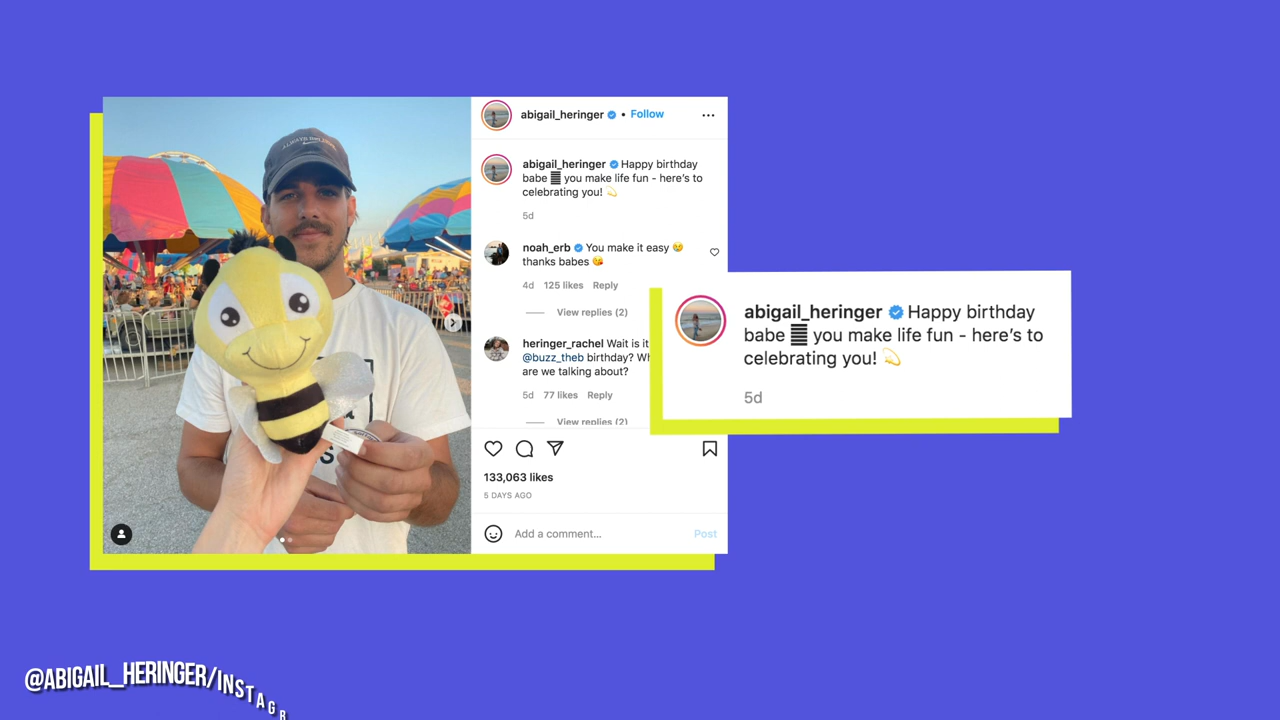 abigail_heringer • Follow
abigail_heringer Happy birthday
babe you make life fun - here's to
celebrating you! 💫
5d
noah_erb You make it easy 😢
thanks babes 😘
4d 125 likes Reply
View replies (2)
heringer_rachel Wait is it
@buzz_theb birthday? Wh
are we talking about?
5d 77 likes Reply
View replies (2)
133,063 likes
5 DAYS AGO
Add a comment... Post
abigail_heringer Happy birthday
babe you make life fun - here's to
celebrating you! 💫
5d
@ABIGAIL_HERINGER/INSTAGR